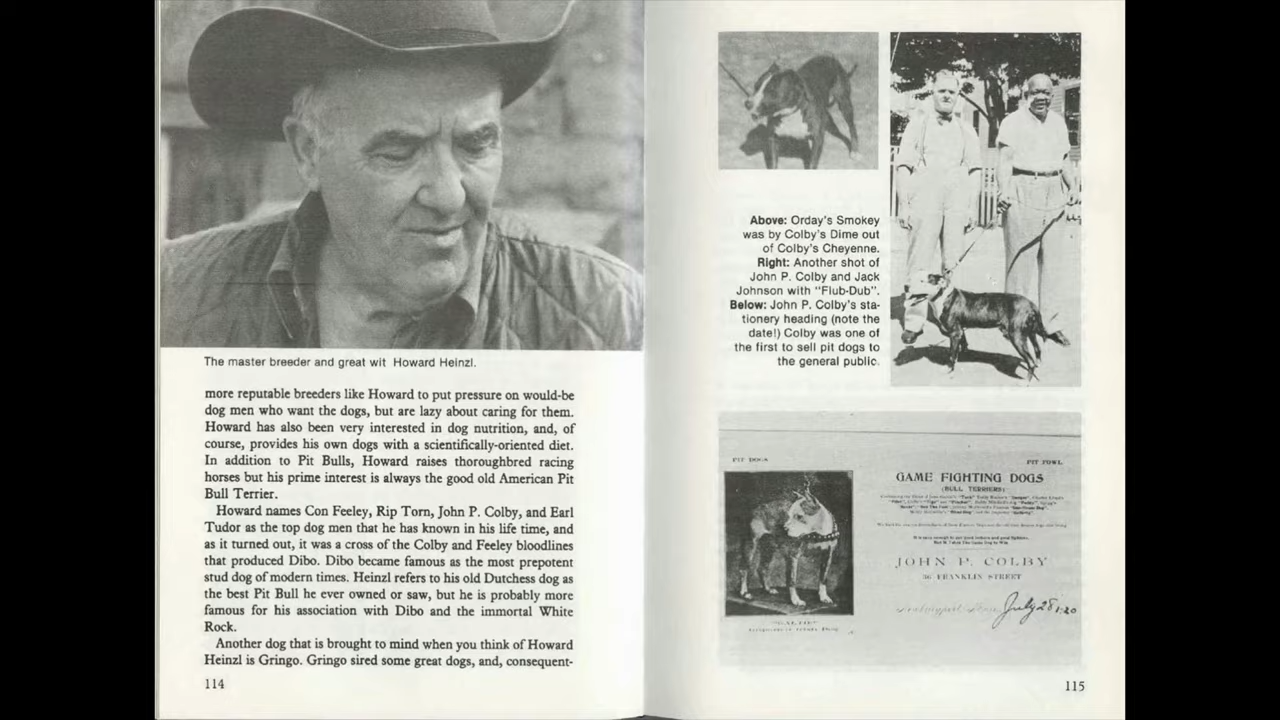 The master breeder and great wit Howard Heinzl.
more reputable breeders like Howard to put pressure on would-be
dog men who want the dogs, but are lazy about caring for them.
Howard has also been very interested in dog nutrition, and, of
course, provides his own dogs with a scientifically-oriented diet.
In addition to Pit Bulls, Howard raises thoroughbred racing
horses but his prime interest is always the good old American Pit
Bull Terrier.
Howard names Con Feeley, Rip Torn, John P. Colby, and Earl
Tudor as the top dog men that he has known in his life time, and
as it turned out, it was a cross of the Colby and Feeley bloodlines
that produced Dibo. Dibo became famous as the most prepotent
stud dog of modern times. Heinzl refers to his old Dutchess dog as
the best Pit Bull he ever owned or saw, but he is probably more
famous for his association with Dibo and the immortal White
Rock.
Another dog that is brought to mind when you think of Howard
Heinzl is Gringo. Gringo sired some great dogs, and, consequent-
114
Above: Orday's Smokey
was by Colby's Dime out
of Colby's Cheyenne.
Right: Another shot of
John P. Colby and Jack
Johnson with "Flub-Dub".
Below: John P. Colby's sta-
tionery heading (note the
date!) Colby was one of
the first to sell pit dogs to
the general public.
PIT DOGS
PIT FOWL
GAME FIGHTING DOGS
(BULL TERRIERS)
JOHN P. COLBY
36 FRANKLIN STREET
July 28
115